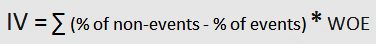 IV = ∑ (% of non-events - % of events) * WOE